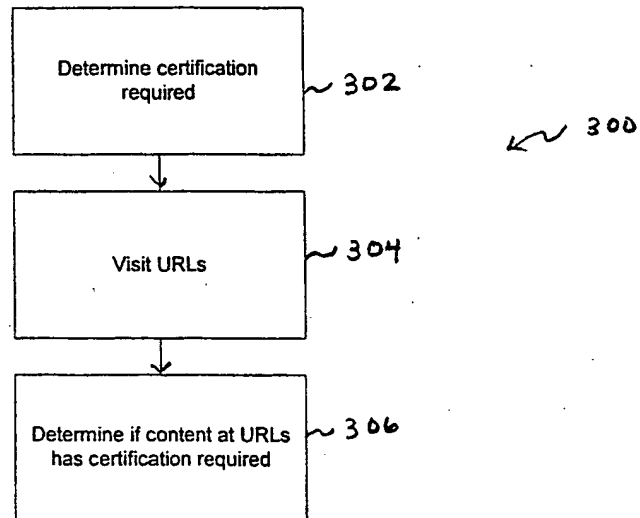 Determine certification
required
302
300
Visit URLs
304
Determine if content at URLs
has certification required
306